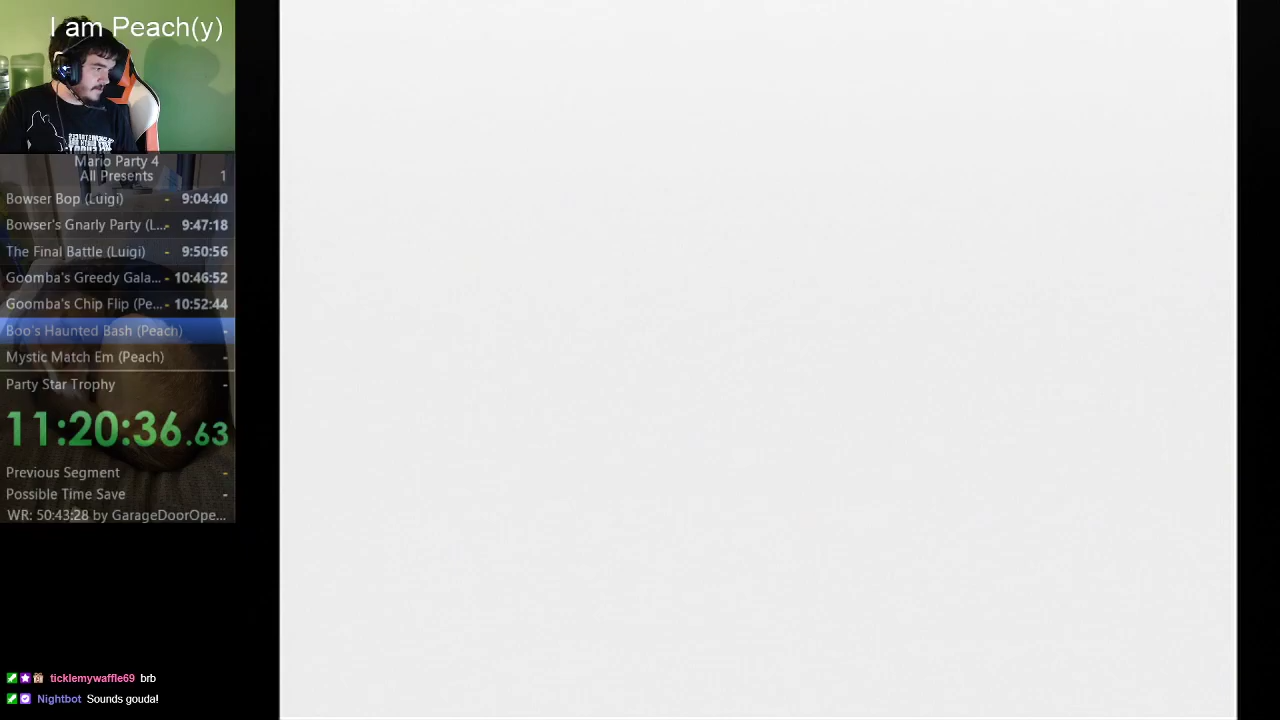 I am Peach(y)
Mario Party 4
All Presents 1
Bowser Bop (Luigi) - 9:04:40
Bowser's Gnarly Party (L... - 9:47:18
The Final Battle (Luigi) - 9:50:56
Goomba's Greedy Gala... - 10:46:52
Goomba's Chip Flip (Pe... - 10:52:44
Boo's Haunted Bash (Peach) -
Mystic Match Em (Peach) -
Party Star Trophy -
11:20:36.63
Previous Segment -
Possible Time Save -
WR: 50:43:28 by GarageDoorOpe...
ticklemywaffle69 brb
Nightbot Sounds gouda!